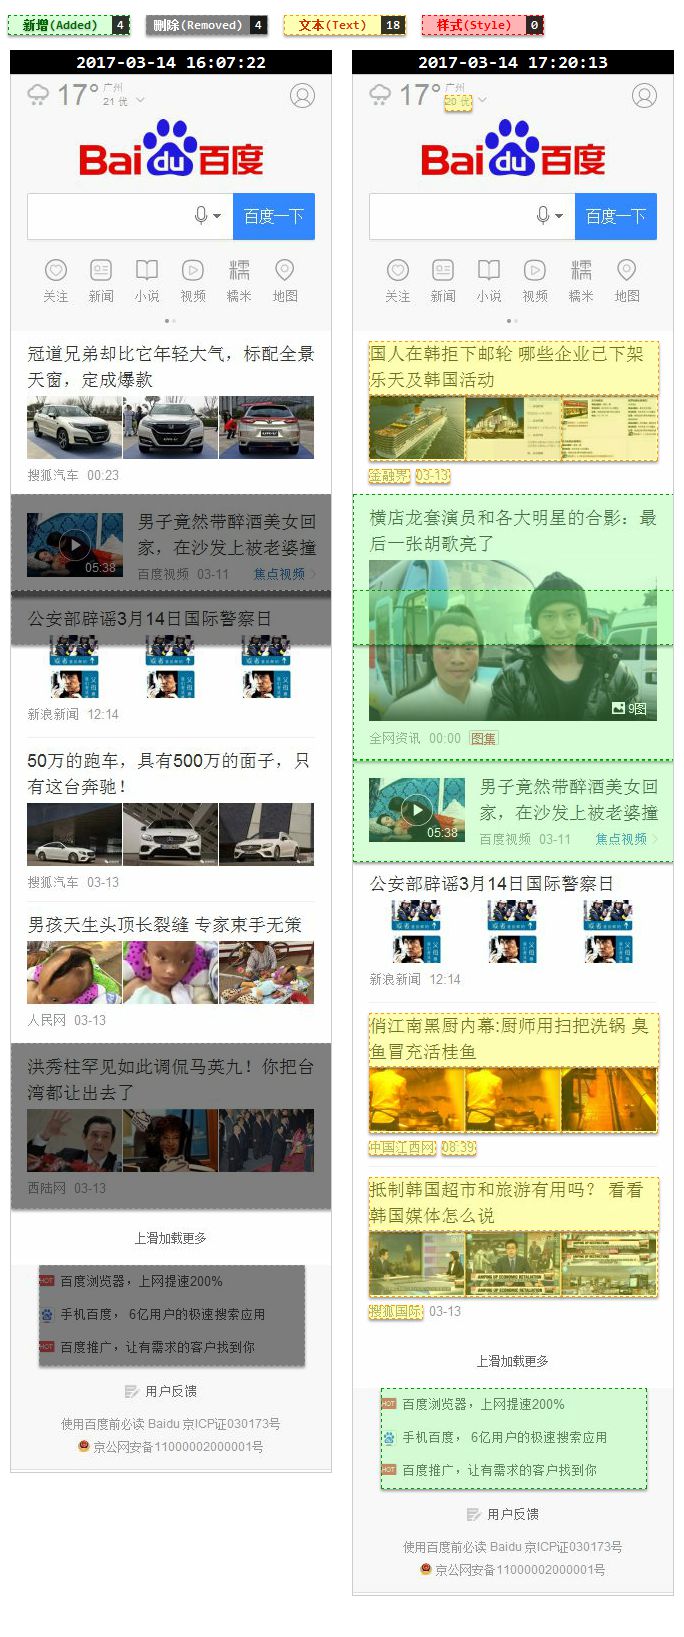 新增(Added) 4 删除(Removed) 4 文本(Text) 18 样式(Style) 0
2017-03-14 16:07:22
17° 广州
21 优
Bai du 百度
百度一下
关注 新闻 小说 视频 糯米 地图
冠道兄弟却比它年轻大气，标配全景
天窗，定成爆款
搜狐汽车 00:23
男子竟然带醉酒美女回
家，在沙发上被老婆撞
05:38
百度视频 03-11 焦点视频
公安部辟谣3月14日国际警察日
新浪新闻 12:14
50万的跑车，具有500万的面子，只
有这台奔驰！
搜狐汽车 03-13
男孩天生头顶长裂缝 专家束手无策
人民网 03-13
洪秀柱罕见如此调侃马英九！你把台
湾都让出去了
西陆网 03-13
上滑加载更多
HOT 百度浏览器，上网提速200%
手机百度， 6亿用户的极速搜索应用
HOT 百度推广，让有需求的客户找到你
用户反馈
使用百度前必读 Baidu 京ICP证030173号
京公网安备11000002000001号
2017-03-14 17:20:13
17° 广州
20 优
Bai du 百度
百度一下
关注 新闻 小说 视频 糯米 地图
国人在韩拒下邮轮 哪些企业已下架
乐天及韩国活动
金融界 03-13
横店龙套演员和各大明星的合影：最
后一张胡歌亮了
9图
全网资讯 00:00 图集
男子竟然带醉酒美女回
家，在沙发上被老婆撞
05:38
百度视频 03-11 焦点视频
公安部辟谣3月14日国际警察日
新浪新闻 12:14
俏江南黑厨内幕:厨师用扫把洗锅 臭
鱼冒充活桂鱼
中国江西网 08:39
抵制韩国超市和旅游有用吗？ 看看
韩国媒体怎么说
搜狐国际 03-13
上滑加载更多
HOT 百度浏览器，上网提速200%
手机百度， 6亿用户的极速搜索应用
HOT 百度推广，让有需求的客户找到你
用户反馈
使用百度前必读 Baidu 京ICP证030173号
京公网安备11000002000001号